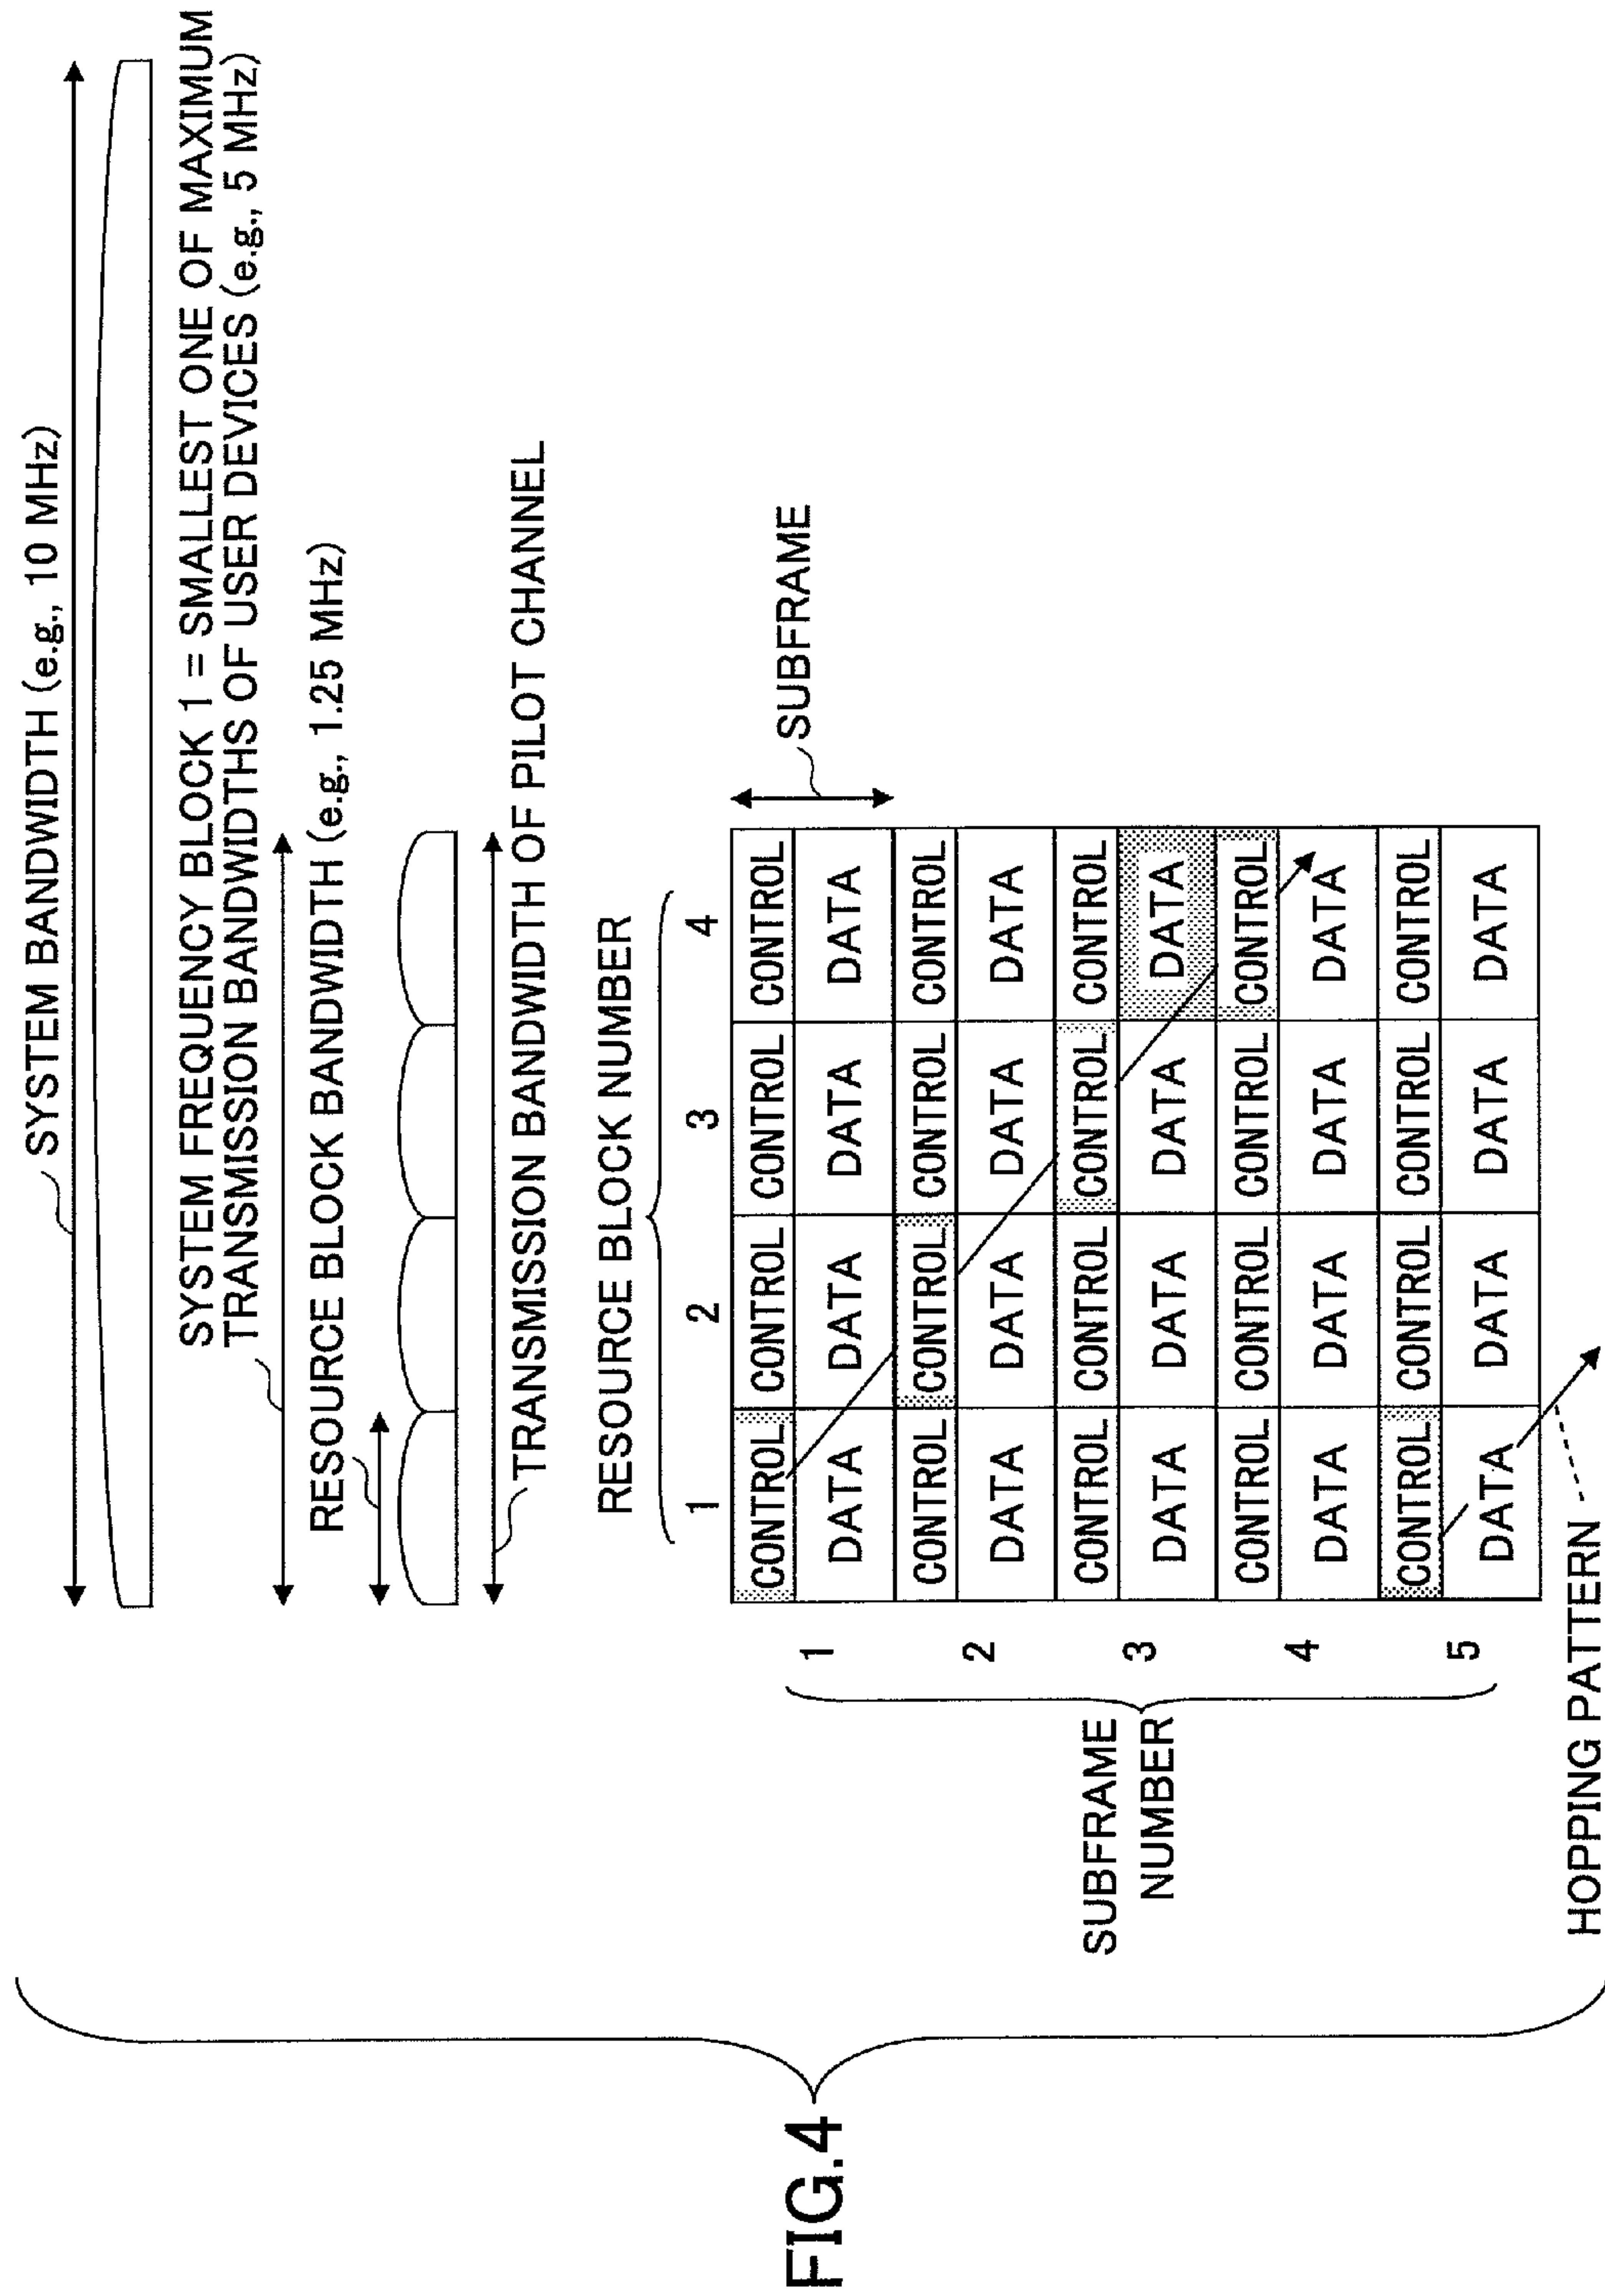 FIG.4
SYSTEM BANDWIDTH (e.g., 10 MHz)
SYSTEM FREQUENCY BLOCK 1 = SMALLEST ONE OF MAXIMUM
TRANSMISSION BANDWIDTHS OF USER DEVICES (e.g., 5 MHz)
RESOURCE BLOCK BANDWIDTH (e.g., 1.25 MHz)
TRANSMISSION BANDWIDTH OF PILOT CHANNEL
RESOURCE BLOCK NUMBER
1 2 3 4
SUBFRAME
SUBFRAME
NUMBER
1
CONTROL CONTROL CONTROL CONTROL
DATA DATA DATA DATA
2
CONTROL CONTROL CONTROL CONTROL
DATA DATA DATA DATA
3
CONTROL CONTROL CONTROL CONTROL
DATA DATA DATA DATA
4
CONTROL CONTROL CONTROL CONTROL
DATA DATA DATA DATA
5
CONTROL CONTROL CONTROL CONTROL
DATA DATA DATA DATA
HOPPING PATTERN